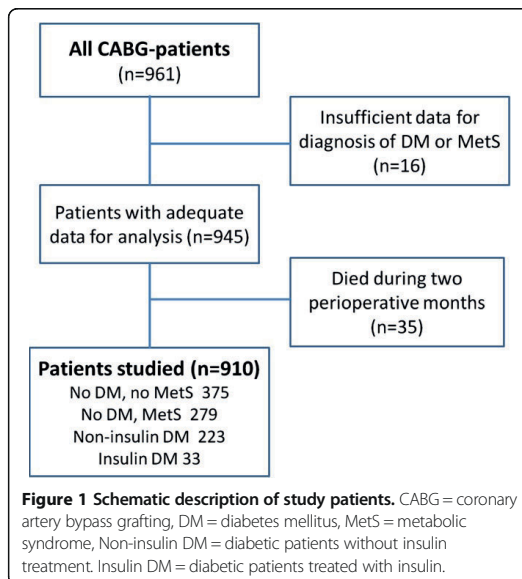 All CABG-patients
(n=961)
Insufficient data for
diagnosis of DM or MetS
(n=16)
Patients with adequate
data for analysis (n=945)
Died during two
perioperative months
(n=35)
Patients studied (n=910)
No DM, no MetS 375
No DM, MetS 279
Non-insulin DM 223
Insulin DM 33
Figure 1 Schematic description of study patients. CABG = coronary
artery bypass grafting, DM = diabetes mellitus, MetS = metabolic
syndrome, Non-insulin DM = diabetic patients without insulin
treatment. Insulin DM = diabetic patients treated with insulin.